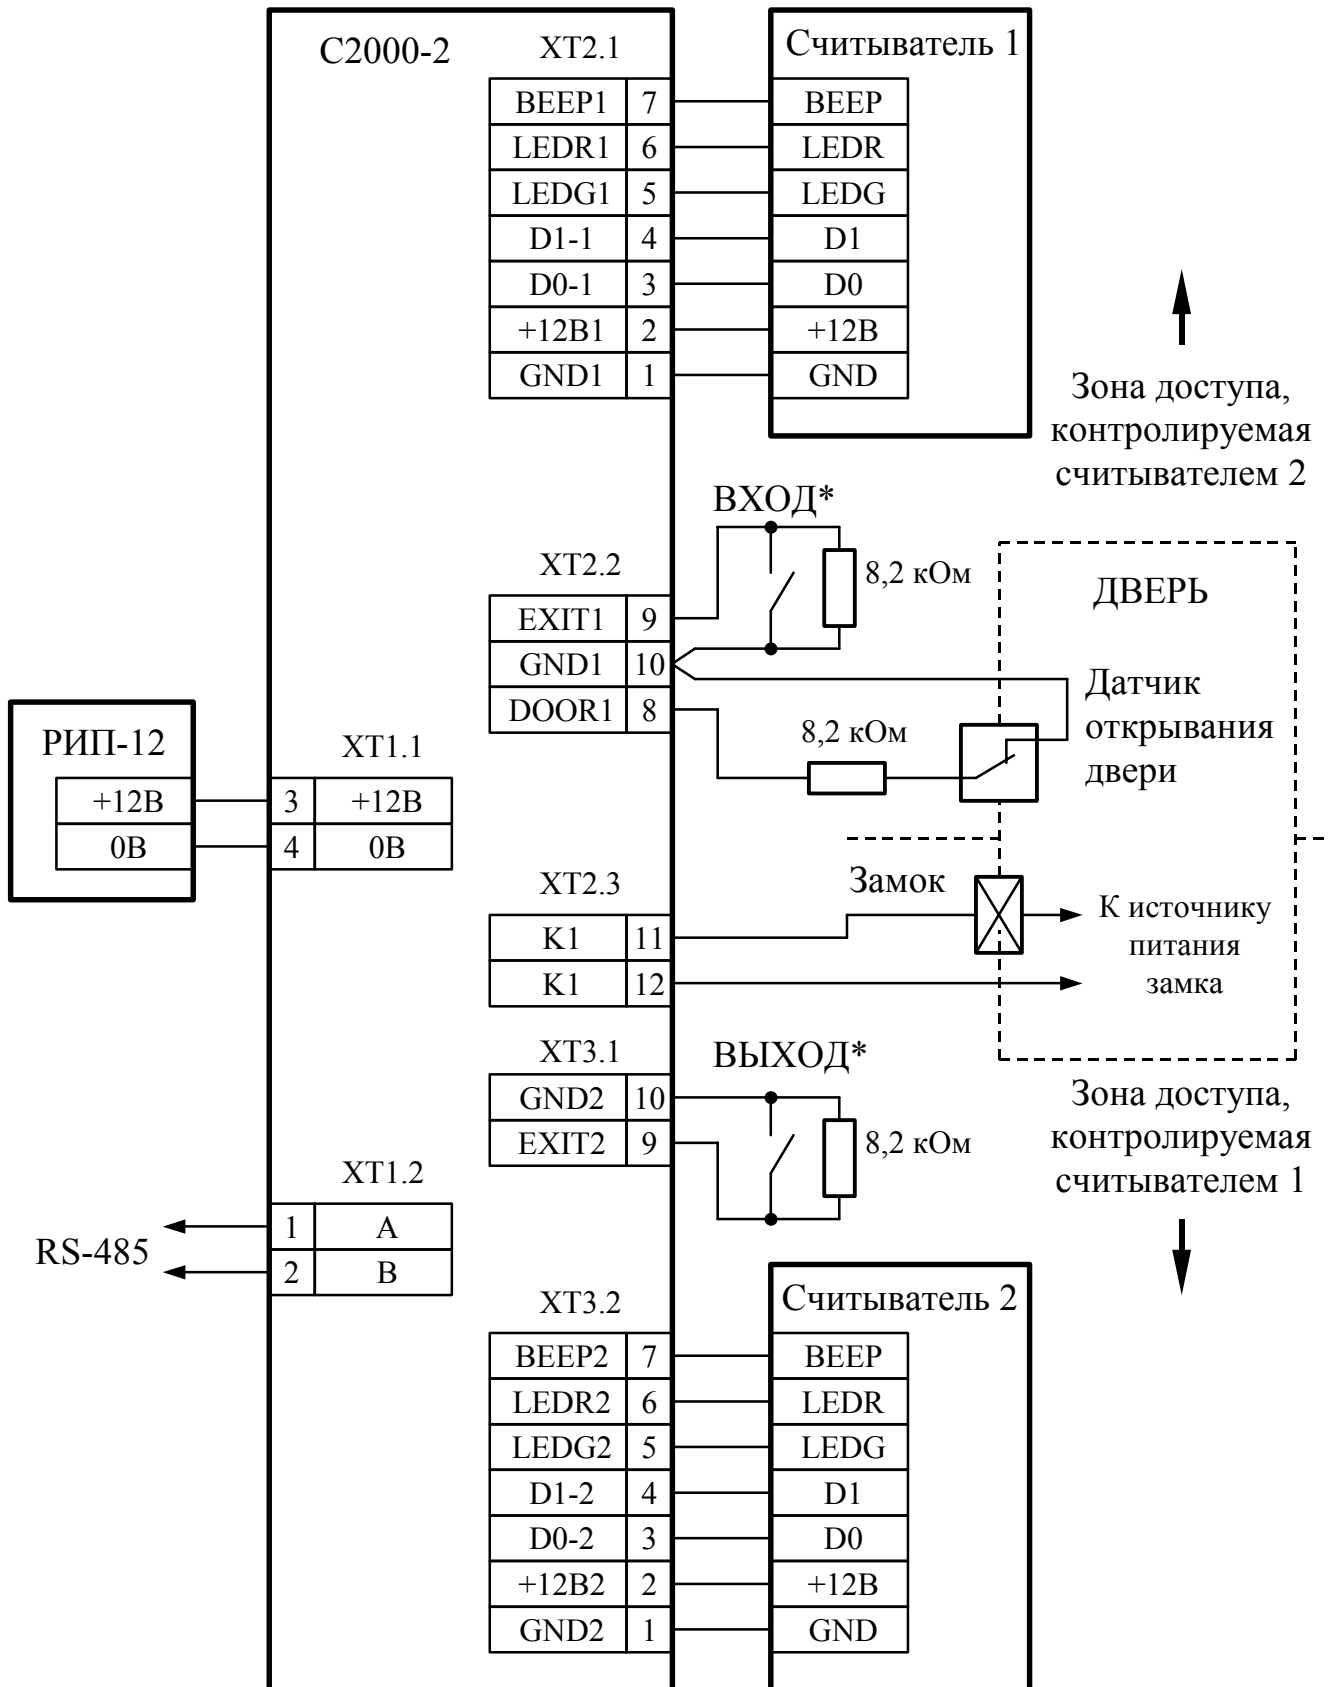 С2000-2
XT2.1
BEEP1 7
LEDR1 6
LEDG1 5
D1-1 4
D0-1 3
+12В1 2
GND1 1
Считыватель 1
BEEP
LEDR
LEDG
D1
D0
+12В
GND
Зона доступа,
контролируемая
считывателем 2
ВХОД*
8,2 кОм
XT2.2
EXIT1 9
GND1 10
DOOR1 8
ДВЕРЬ
Датчик
открывания
двери
8,2 кОм
РИП-12
+12В
0В
XT1.1
3 +12В
4 0В
XT2.3
К1 11
К1 12
Замок
К источнику
питания
замка
XT3.1
GND2 10
EXIT2 9
ВЫХОД*
8,2 кОм
Зона доступа,
контролируемая
считывателем 1
XT1.2
1 A
2 B
RS-485
XT3.2
BEEP2 7
LEDR2 6
LEDG2 5
D1-2 4
D0-2 3
+12В2 2
GND2 1
Считыватель 2
BEEP
LEDR
LEDG
D1
D0
+12В
GND